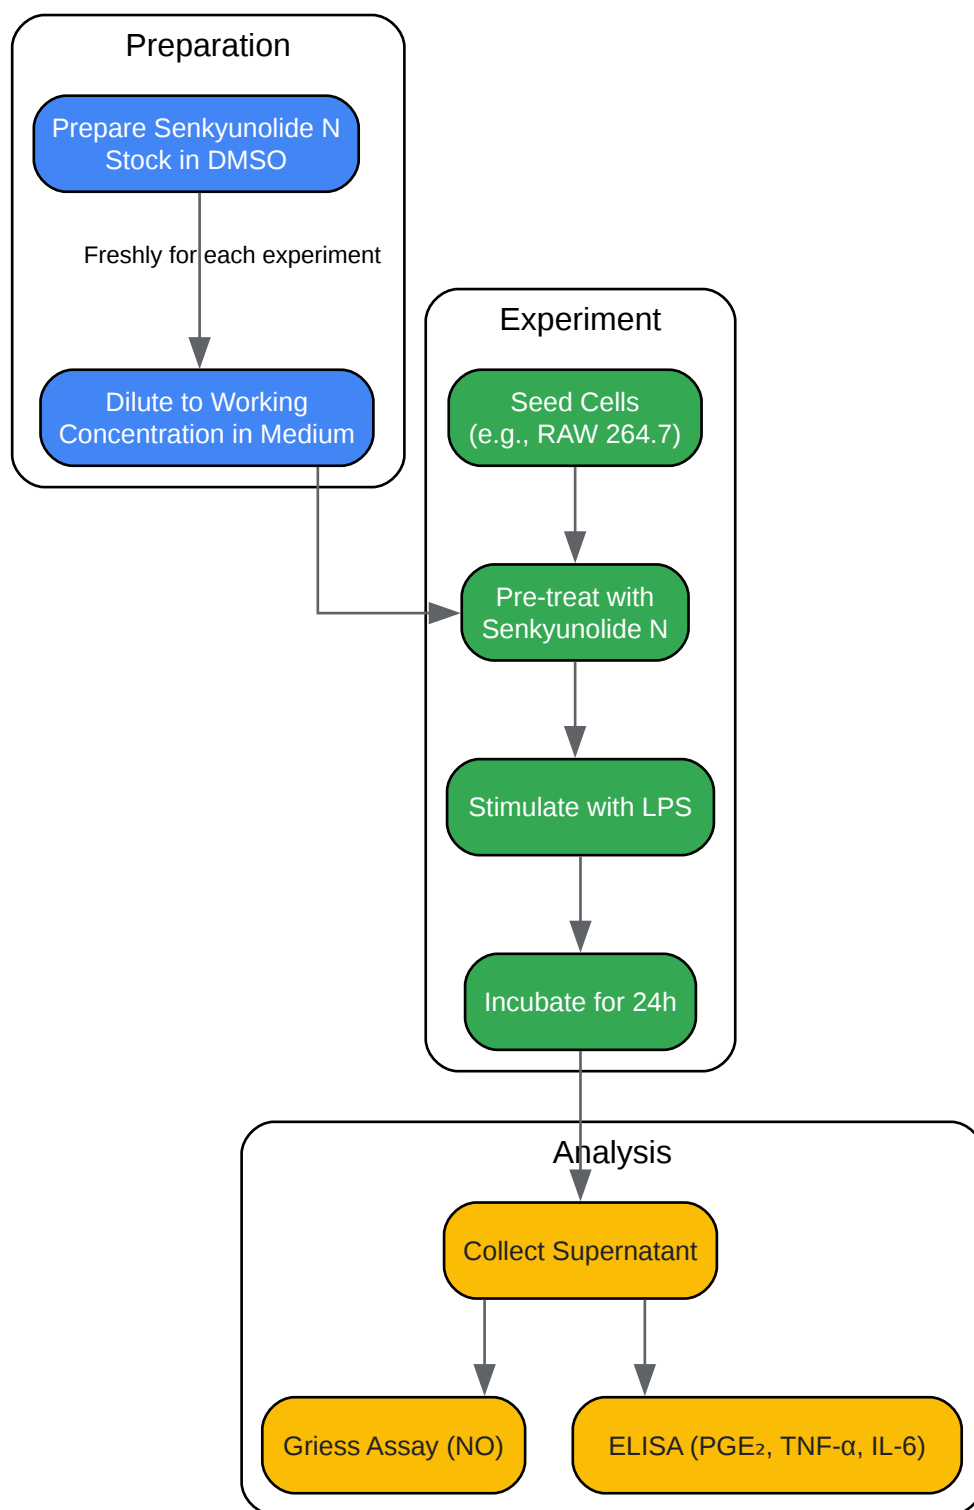 Preparation
Prepare Senkyunolide N
Stock in DMSO
Freshly for each experiment
Dilute to Working
Concentration in Medium
Experiment
Seed Cells
(e.g., RAW 264.7)
Pre-treat with
Senkyunolide N
Stimulate with LPS
Incubate for 24h
Analysis
Collect Supernatant
Griess Assay (NO)
ELISA (PGE₂, TNF-α, IL-6)